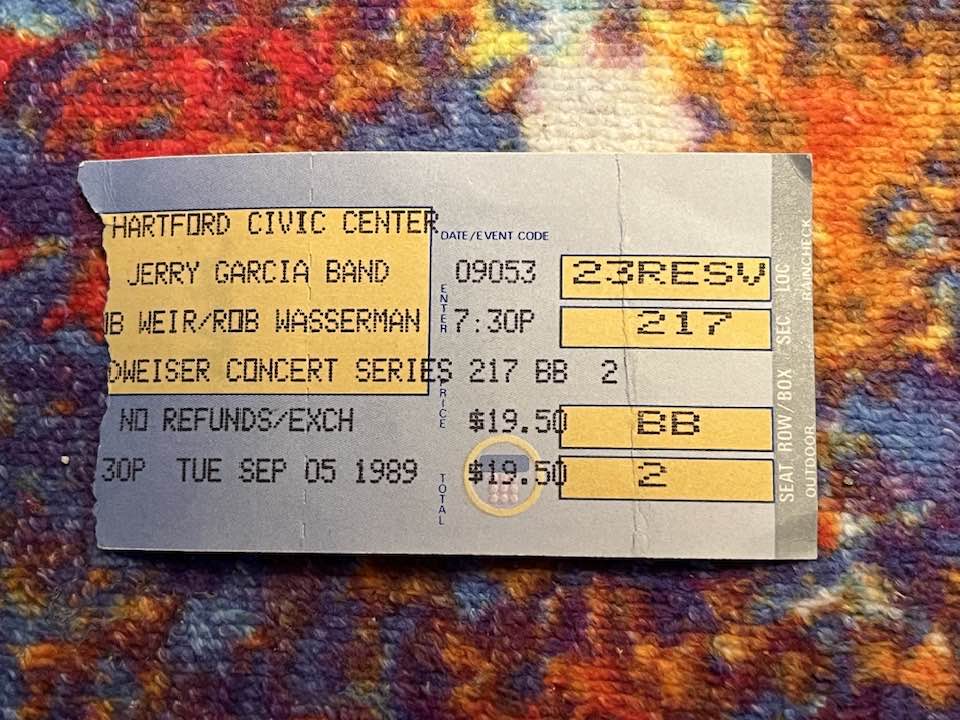 HARTFORD CIVIC CENTER
DATE/EVENT CODE
JERRY GARCIA BAND 09053 23RESV
B WEIR/ROB WASSERMAN ENTER 7:30P 217
DWEISER CONCERT SERIES 217 BB 2
NO REFUNDS/EXCH PRICE $19.50 BB
30P TUE SEP 05 1989 TOTAL $19.50 2
SEAT ROW/BOX SEC LOC
OUTDOOR RAINCHECK